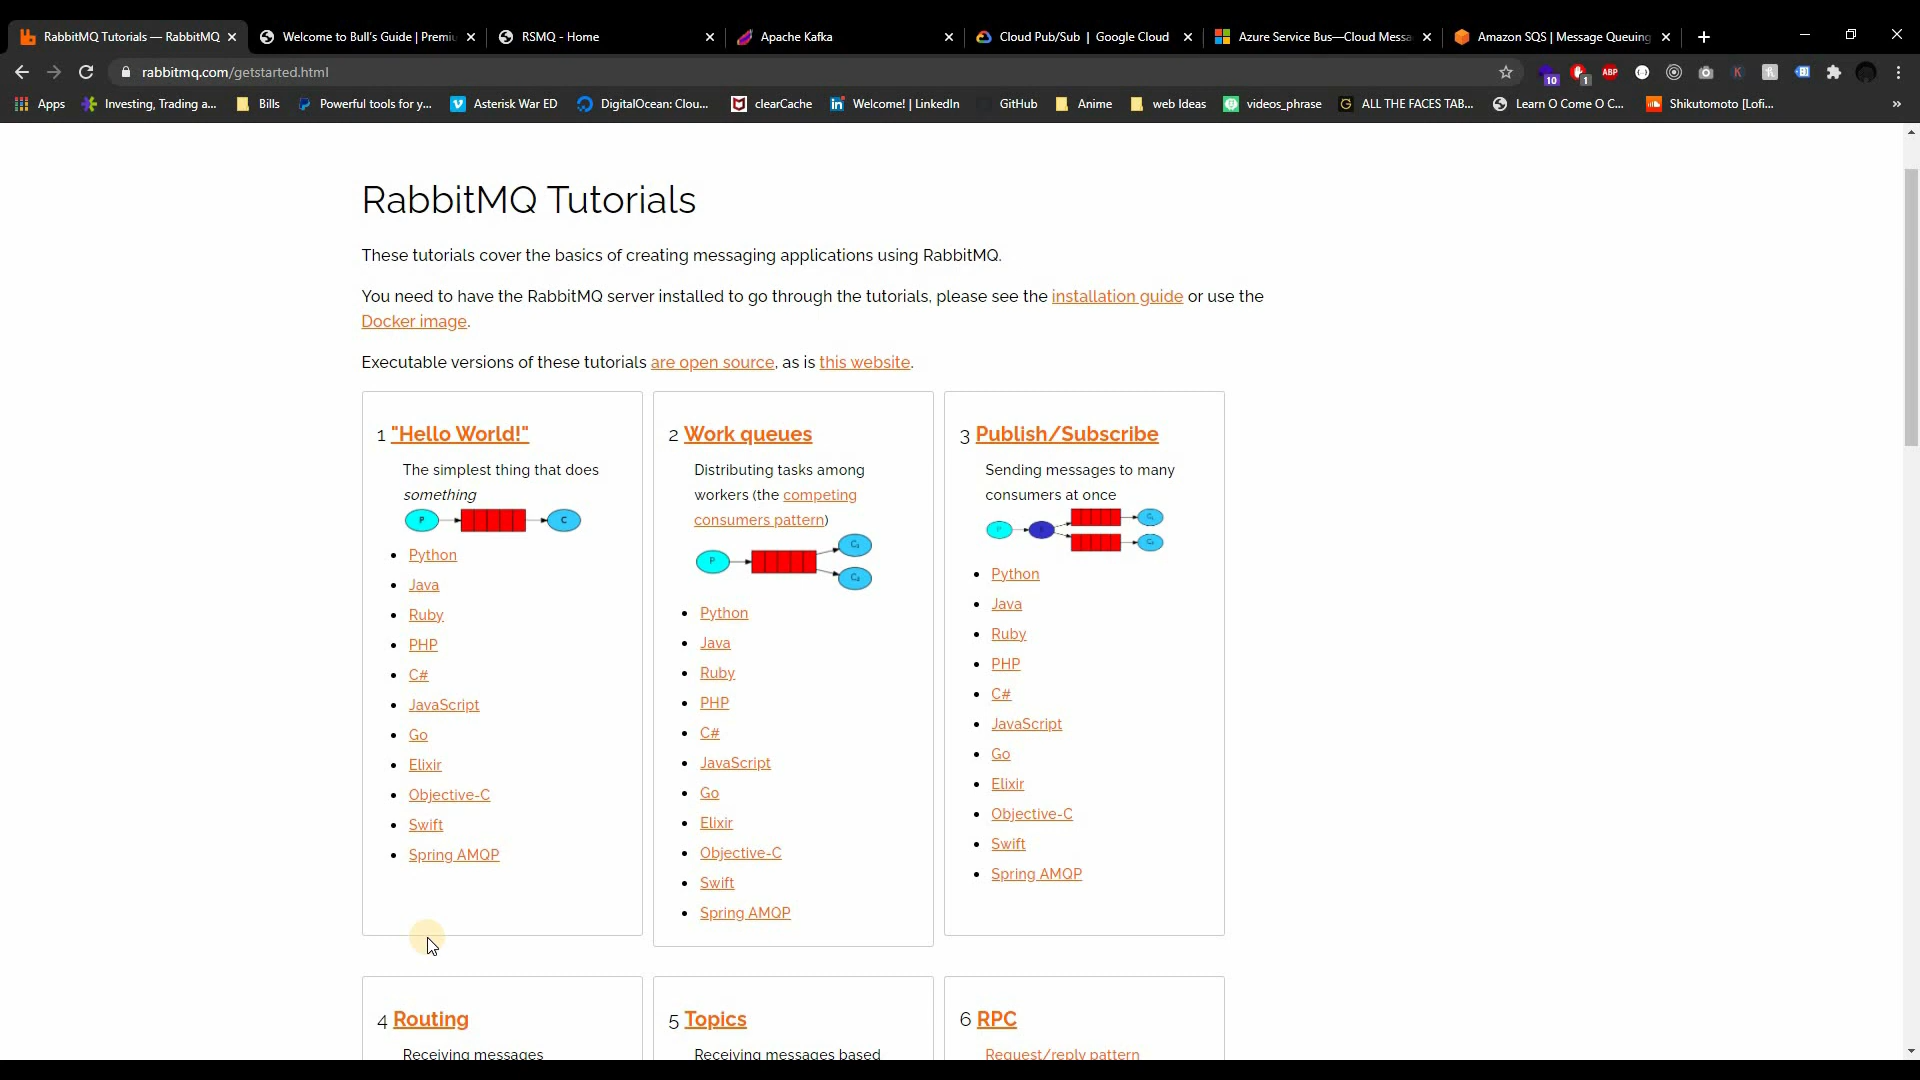 RabbitMQ Tutorials — RabbitMQ
Welcome to Bull's Guide | Premiu
RSMQ - Home
Apache Kafka
Cloud Pub/Sub | Google Cloud
Azure Service Bus—Cloud Messa
Amazon SQS | Message Queuing
rabbitmq.com/getstarted.html
10
1
ABP
Apps
Investing, Trading a...
Bills
Powerful tools for y...
Asterisk War ED
DigitalOcean: Clou...
clearCache
Welcome! | LinkedIn
GitHub
Anime
web Ideas
videos_phrase
ALL THE FACES TAB...
Learn O Come O C...
Shikutomoto [Lofi...
»
RabbitMQ Tutorials
These tutorials cover the basics of creating messaging applications using RabbitMQ.
You need to have the RabbitMQ server installed to go through the tutorials, please see the installation guide or use the
Docker image.
Executable versions of these tutorials are open source, as is this website.
1 "Hello World!"
The simplest thing that does
something
P
C
Python
Java
Ruby
PHP
C#
JavaScript
Go
Elixir
Objective-C
Swift
Spring AMQP
2 Work queues
Distributing tasks among
workers (the competing
consumers pattern)
P
C₁
C₂
Python
Java
Ruby
PHP
C#
JavaScript
Go
Elixir
Objective-C
Swift
Spring AMQP
3 Publish/Subscribe
Sending messages to many
consumers at once
P
C₁
C₂
Python
Java
Ruby
PHP
C#
JavaScript
Go
Elixir
Objective-C
Swift
Spring AMQP
4 Routing
Receiving messages
5 Topics
Receiving messages based
6 RPC
Request/reply pattern